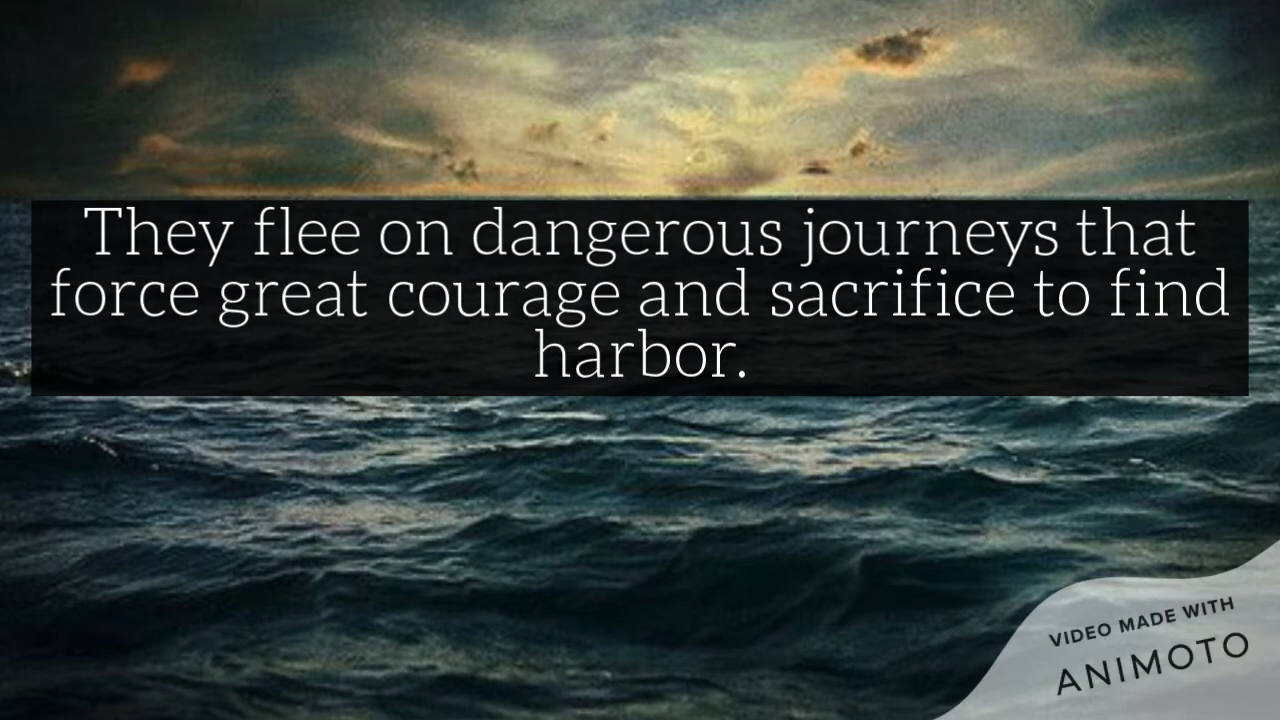 They flee on dangerous journeys that
force great courage and sacrifice to find
harbor.
VIDEO MADE WITH
ANIMOTO